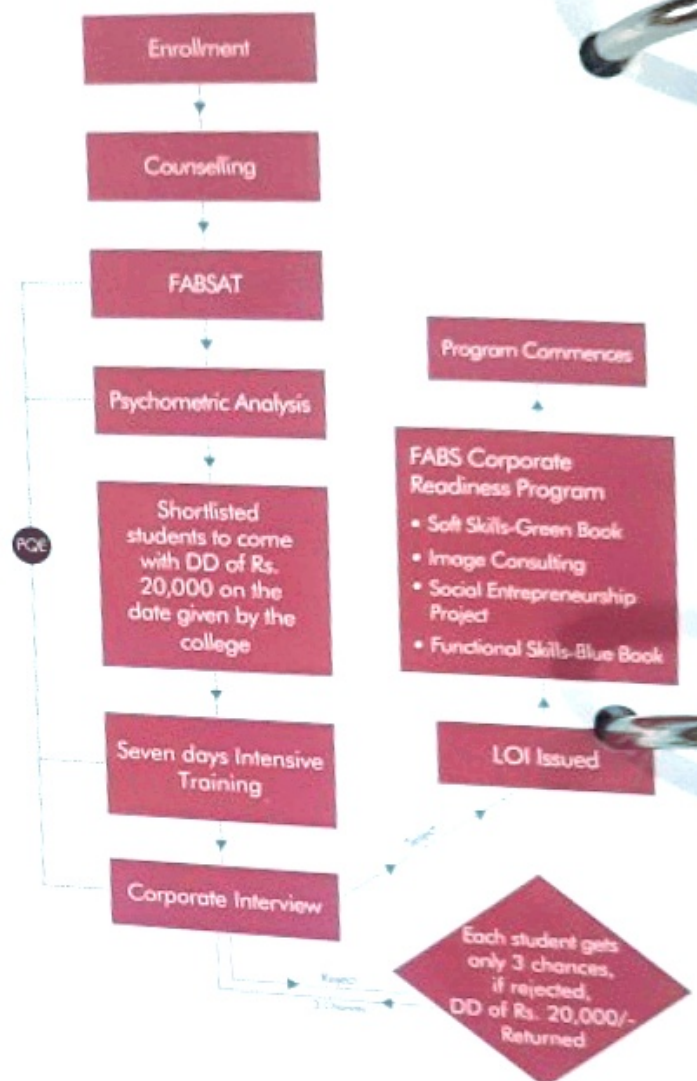 Enrollment
Counselling
FABSAT
Psychometric Analysis
PQE
Shortlisted
students to come
with DD of Rs.
20,000 on the
date given by the
college
Seven days Intensive
Training
Corporate Interview
Reject
3 Chances
Each student gets
only 3 chances,
if rejected,
DD of Rs. 20,000/-
Returned
LOI Issued
FABS Corporate
Readiness Program
• Soft Skills-Green Book
• Image Consulting
• Social Entrepreneurship
Project
• Functional Skills-Blue Book
Program Commences